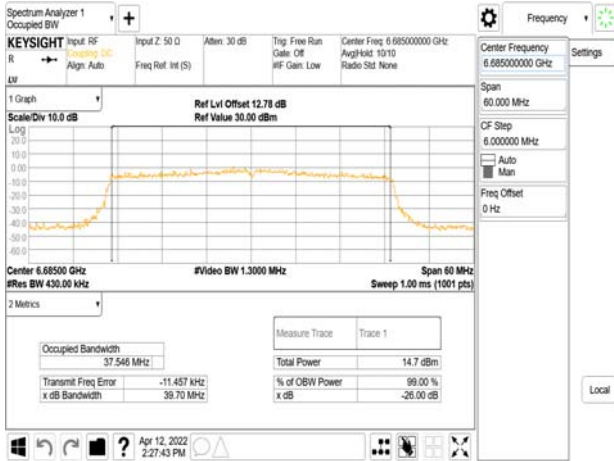 Spectrum Analyzer 1
Occupied BW
Frequency
KEYSIGHT
R
LVI
Input: RF
Coupling: DC
Align: Auto
Input Z: 50 Ω
Freq Ref: Int (S)
Atten: 30 dB
Trig: Free Run
Gate: Off
#IF Gain: Low
Center Freq: 6.685000000 GHz
Avg|Hold: 10/10
Radio Std: None
Center Frequency
6.685000000 GHz
Settings
Span
60.000 MHz
CF Step
6.000000 MHz
Auto
Man
Freq Offset
0 Hz
Local
1 Graph
Scale/Div 10.0 dB
Ref Lvl Offset 12.78 dB
Ref Value 30.00 dBm
Log
20.0
10.0
0.00
-10.0
-20.0
-30.0
-40.0
-50.0
-60.0
Center 6.68500 GHz
#Video BW 1.3000 MHz
Span 60 MHz
#Res BW 430.00 kHz
Sweep 1.00 ms (1001 pts)
2 Metrics
Measure Trace Trace 1
Occupied Bandwidth
37.546 MHz
Total Power 14.7 dBm
Transmit Freq Error -11.457 kHz
% of OBW Power 99.00 %
x dB Bandwidth 39.70 MHz
x dB -26.00 dB
?
Apr 12, 2022
2:27:43 PM